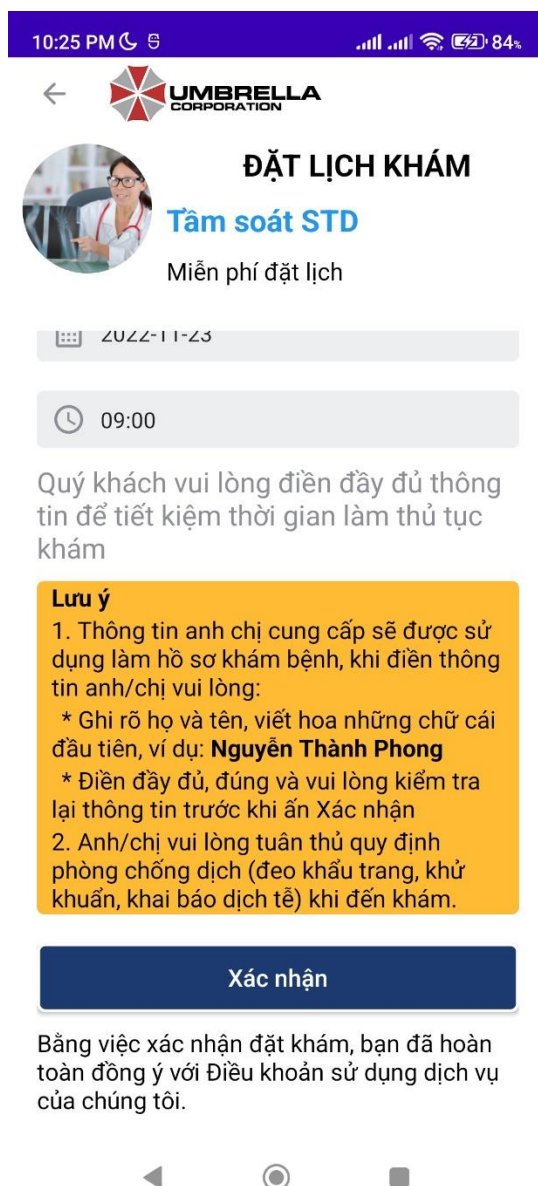 10:25 PM 84%
UMBRELLA
CORPORATION
ĐẶT LỊCH KHÁM
Tầm soát STD
Miễn phí đặt lịch
2022-11-23
09:00
Quý khách vui lòng điền đầy đủ thông
tin để tiết kiệm thời gian làm thủ tục
khám
Lưu ý
1. Thông tin anh chị cung cấp sẽ được sử
dụng làm hồ sơ khám bệnh, khi điền thông
tin anh/chị vui lòng:
* Ghi rõ họ và tên, viết hoa những chữ cái
đầu tiên, ví dụ: Nguyễn Thành Phong
* Điền đầy đủ, đúng và vui lòng kiểm tra
lại thông tin trước khi ấn Xác nhận
2. Anh/chị vui lòng tuân thủ quy định
phòng chống dịch (đeo khẩu trang, khử
khuẩn, khai báo dịch tễ) khi đến khám.
Xác nhận
Bằng việc xác nhận đặt khám, bạn đã hoàn
toàn đồng ý với Điều khoản sử dụng dịch vụ
của chúng tôi.